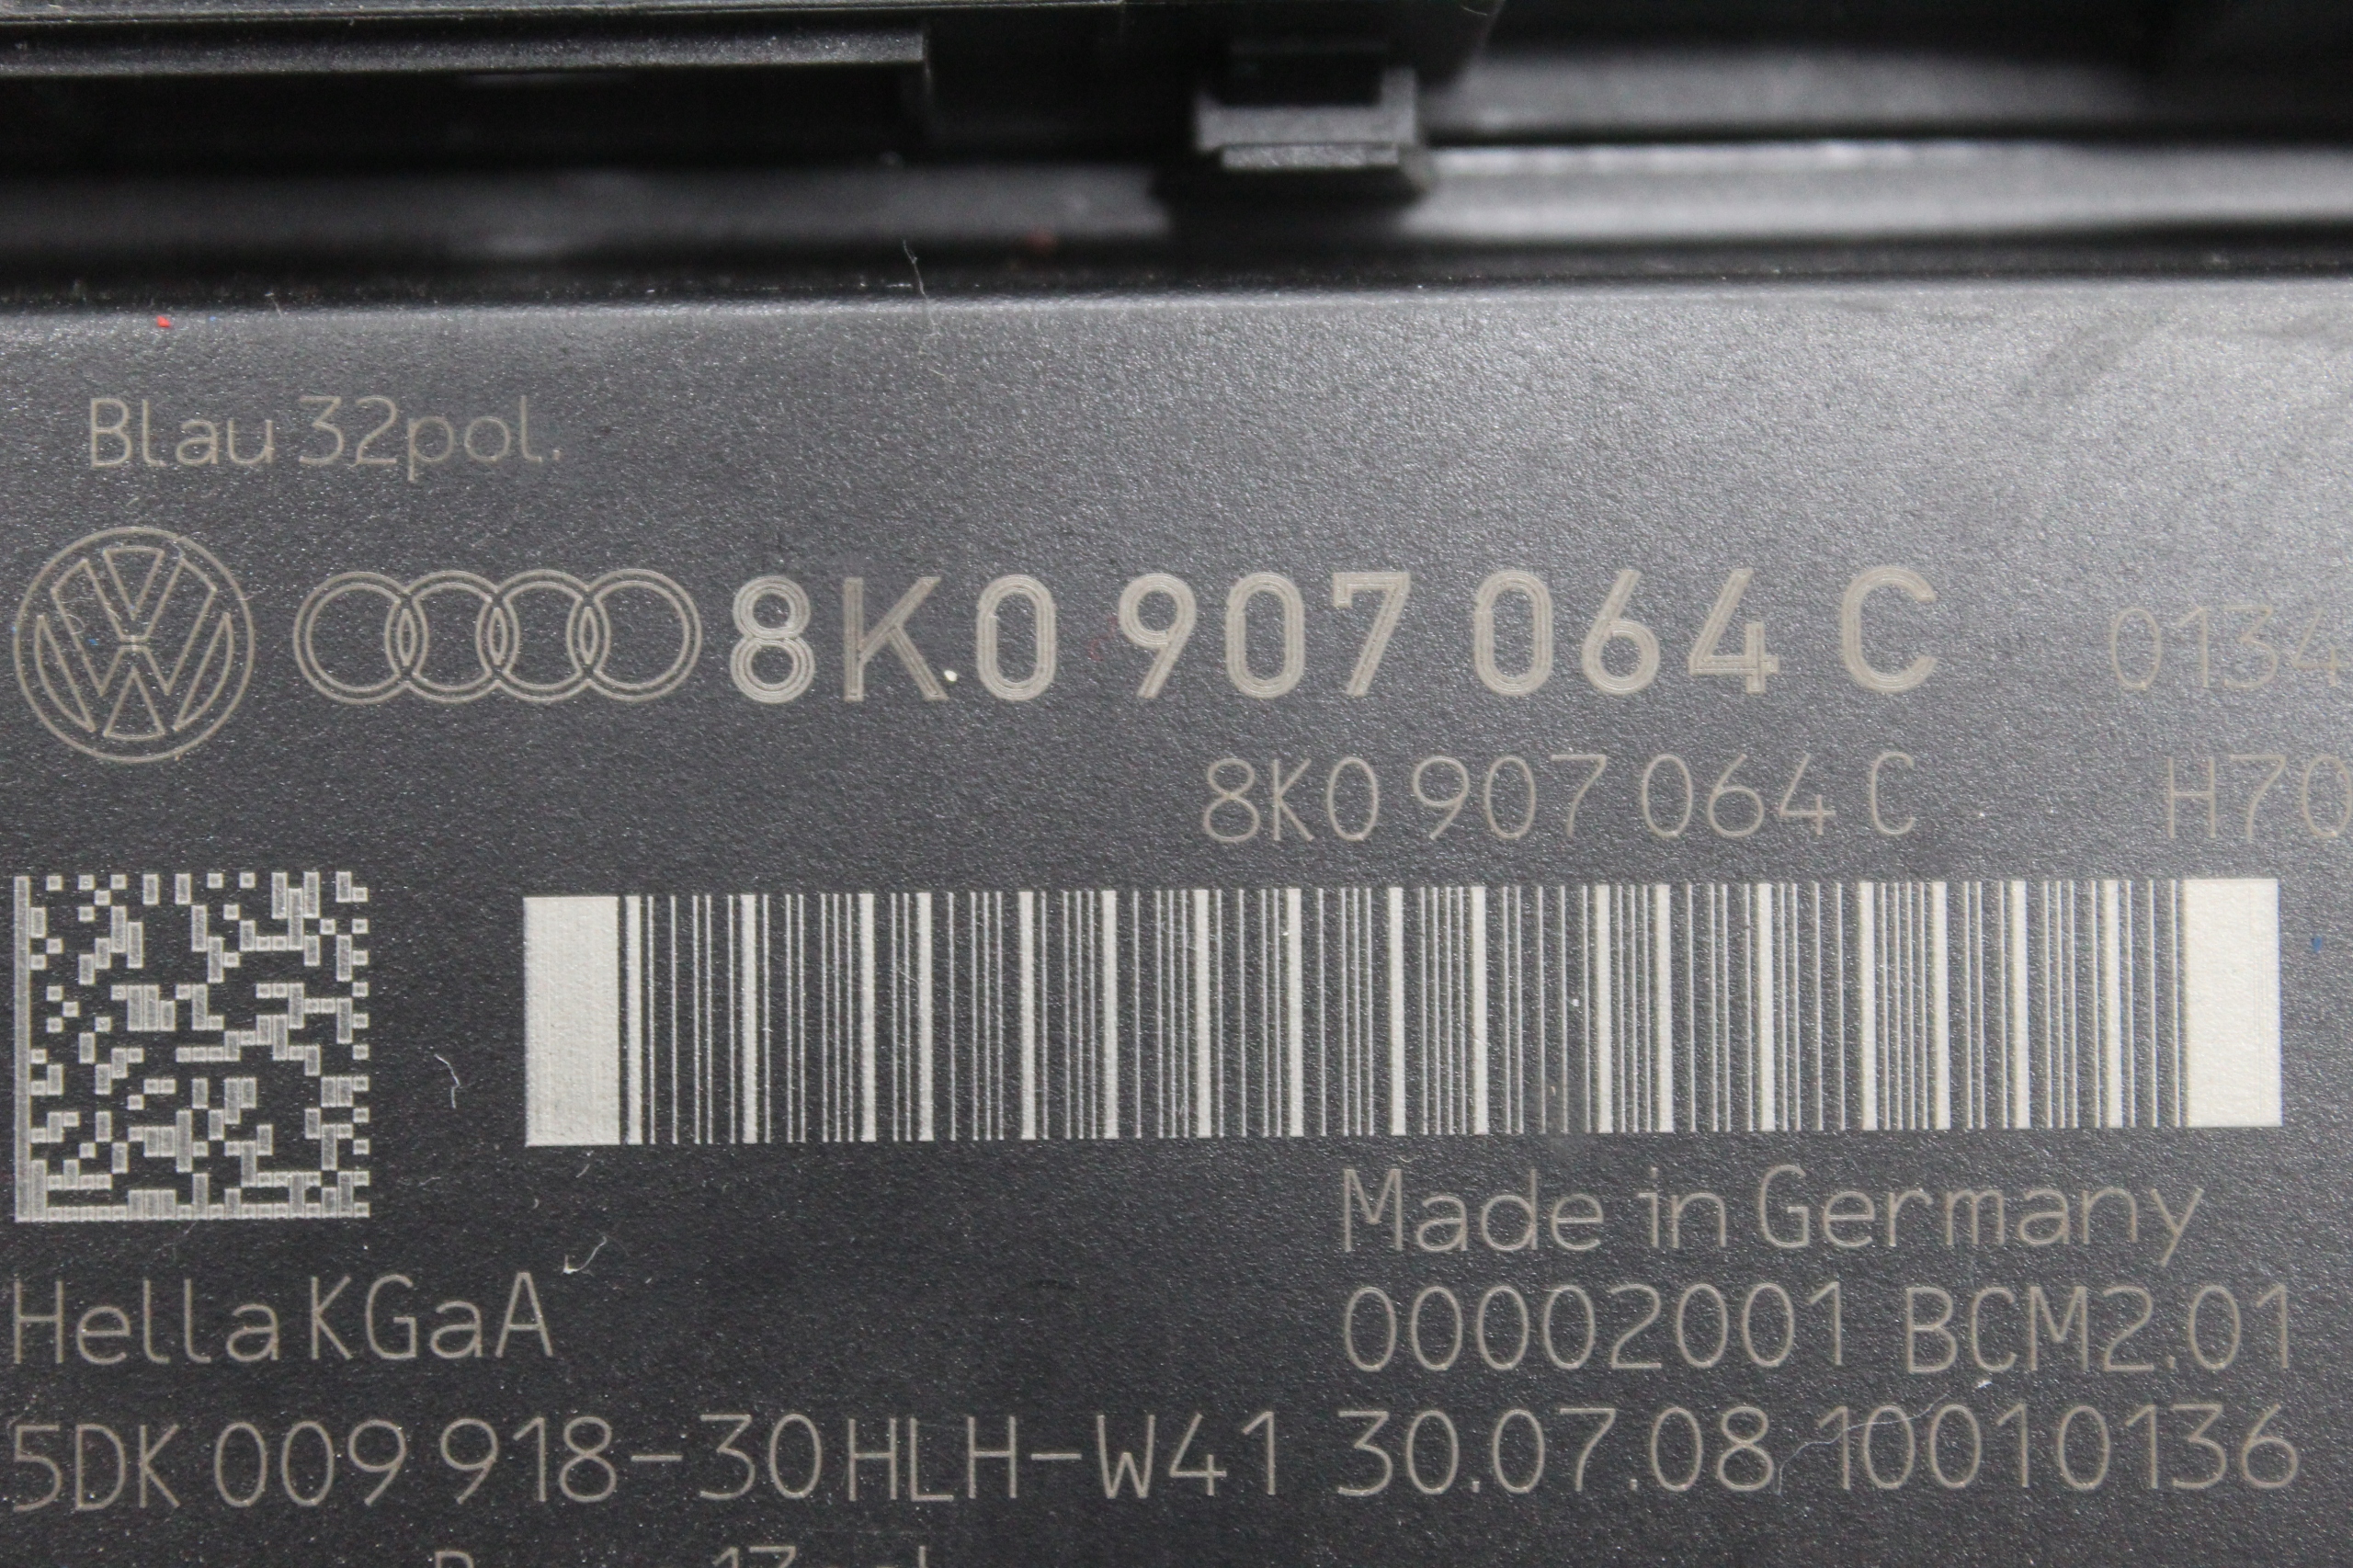 Blau 32pol.
8K0 907 064 C 0134
8K0 907 064 C H70
Made in Germany
Hella KGaA 00002001 BCM2.01
5DK 009 918-30 HLH-W41 30.07.08 10010136